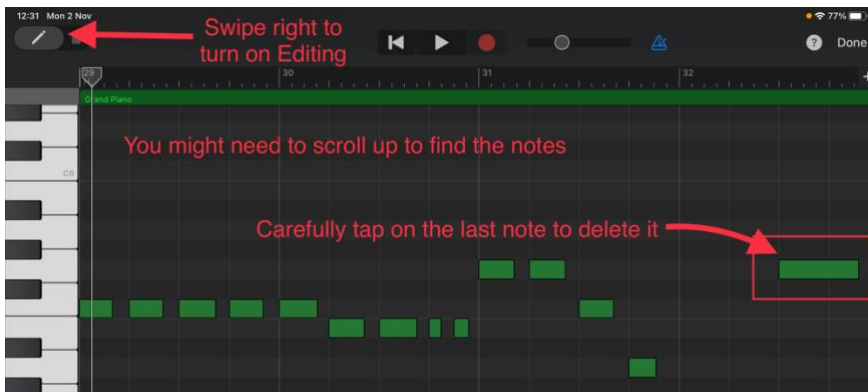 12:31 Mon 2 Nov
77%
Swipe right to
turn on Editing
Done
29
30
31
32
Grand Piano
You might need to scroll up to find the notes
C6
Carefully tap on the last note to delete it